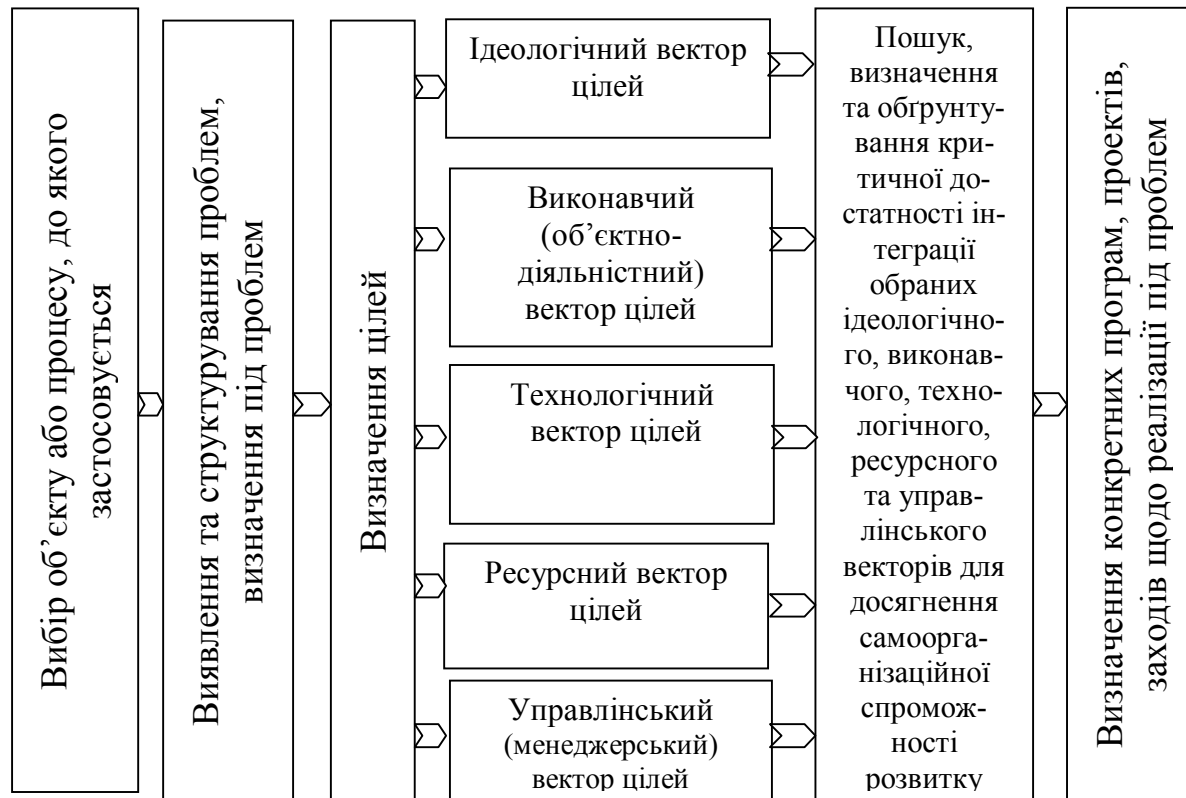 Вибір об’єкту або процесу, до якого
застосовується
Виявлення та структурування проблем,
визначення під проблем
Визначення цілей
Ідеологічний вектор
цілей
Виконавчий
(об’єктно-
діяльністний)
вектор цілей
Технологічний
вектор цілей
Ресурсний вектор
цілей
Управлінський
(менеджерський)
вектор цілей
Пошук,
визначення
та обґрунту-
вання кри-
тичної до-
статності ін-
теграції
обраних
ідеологічно-
го, виконав-
чого, техно-
логічного,
ресурсного
та управ-
лінського
векторів для
досягнення
самоорга-
нізаційної
спромож-
ності
розвитку
Визначення конкретних програм, проектів,
заходів щодо реалізації під проблем